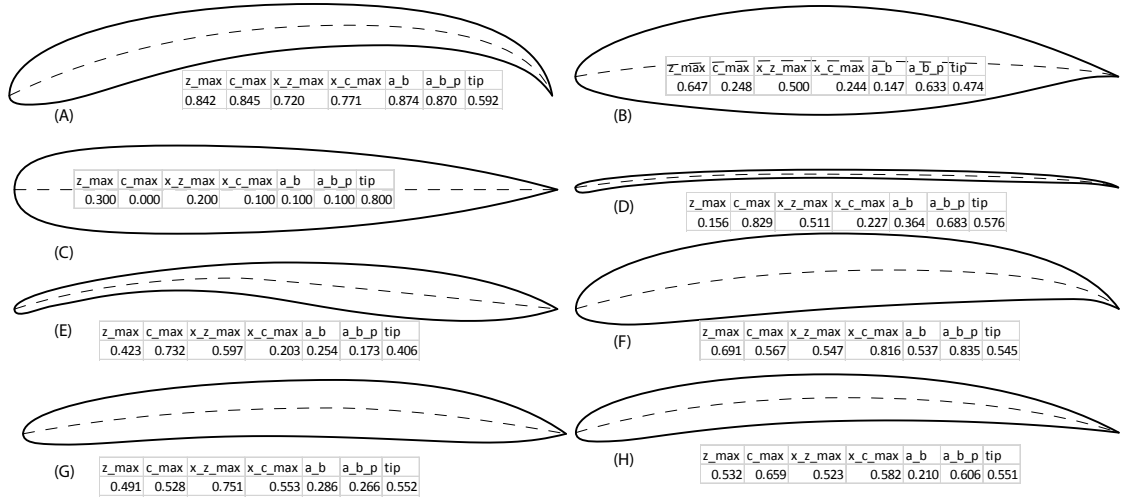 z_max c_max x_z_max x_c_max a_b a_b_p tip
0.842 0.845 0.720 0.771 0.874 0.870 0.592
(A)
z_max c_max x_z_max x_c_max a_b a_b_p tip
0.647 0.248 0.500 0.244 0.147 0.633 0.474
(B)
z_max c_max x_z_max x_c_max a_b a_b_p tip
0.300 0.000 0.200 0.100 0.100 0.100 0.800
(C)
(D)
z_max c_max x_z_max x_c_max a_b a_b_p tip
0.156 0.829 0.511 0.227 0.364 0.683 0.576
(E)
z_max c_max x_z_max x_c_max a_b a_b_p tip
0.423 0.732 0.597 0.203 0.254 0.173 0.406
(F)
z_max c_max x_z_max x_c_max a_b a_b_p tip
0.691 0.567 0.547 0.816 0.537 0.835 0.545
(G)
z_max c_max x_z_max x_c_max a_b a_b_p tip
0.491 0.528 0.751 0.553 0.286 0.266 0.552
(H)
z_max c_max x_z_max x_c_max a_b a_b_p tip
0.532 0.659 0.523 0.582 0.210 0.606 0.551